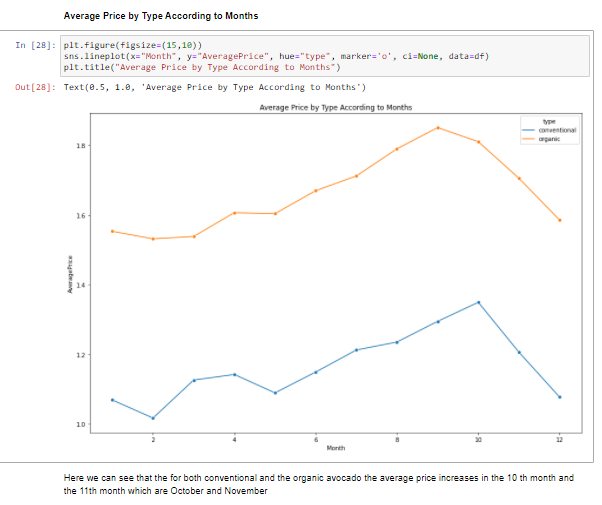 Average Price by Type According to Months
In [28]: plt.figure(figsize=(15,10))
sns.lineplot(x="Month", y="AveragePrice", hue="type", marker='o', ci=None, data=df)
plt.title("Average Price by Type According to Months")
Out[28]: Text(0.5, 1.0, 'Average Price by Type According to Months')
Average Price by Type According to Months
type
conventional
organic
1.8
1.6
1.4
1.2
1.0
AveragePrice
2 4 6 8 10 12
Month
Here we can see that the for both conventional and the organic avocado the average price increases in the 10 th month and
the 11th month which are October and November